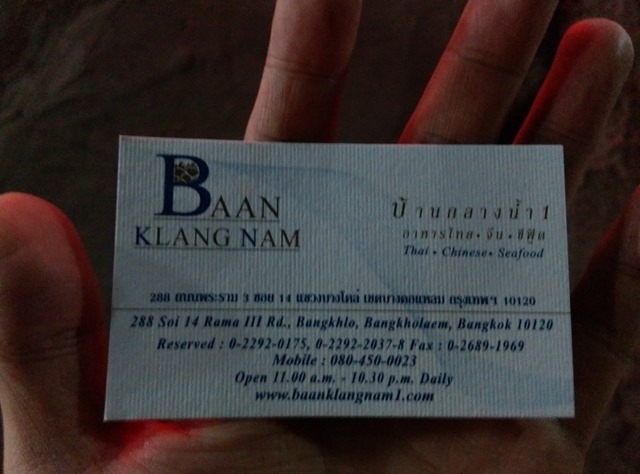 BAAN
KLANG NAM
บ้านกลางน้ำ 1
อาหารไทย • จีน • ซีฟู้ด
Thai • Chinese • Seafood
288 ถนนพระราม 3 ซอย 14 แขวงบางโคล่ เขตบางคอแหลม กรุงเทพฯ 10120
288 Soi 14 Rama III Rd., Bangkhlo, Bangkholaem, Bangkok 10120
Reserved : 0-2292-0175, 0-2292-2037-8 Fax : 0-2689-1969
Mobile : 080-450-0023
Open 11.00 a.m. - 10.30 p.m. Daily
www.baanklangnam1.com